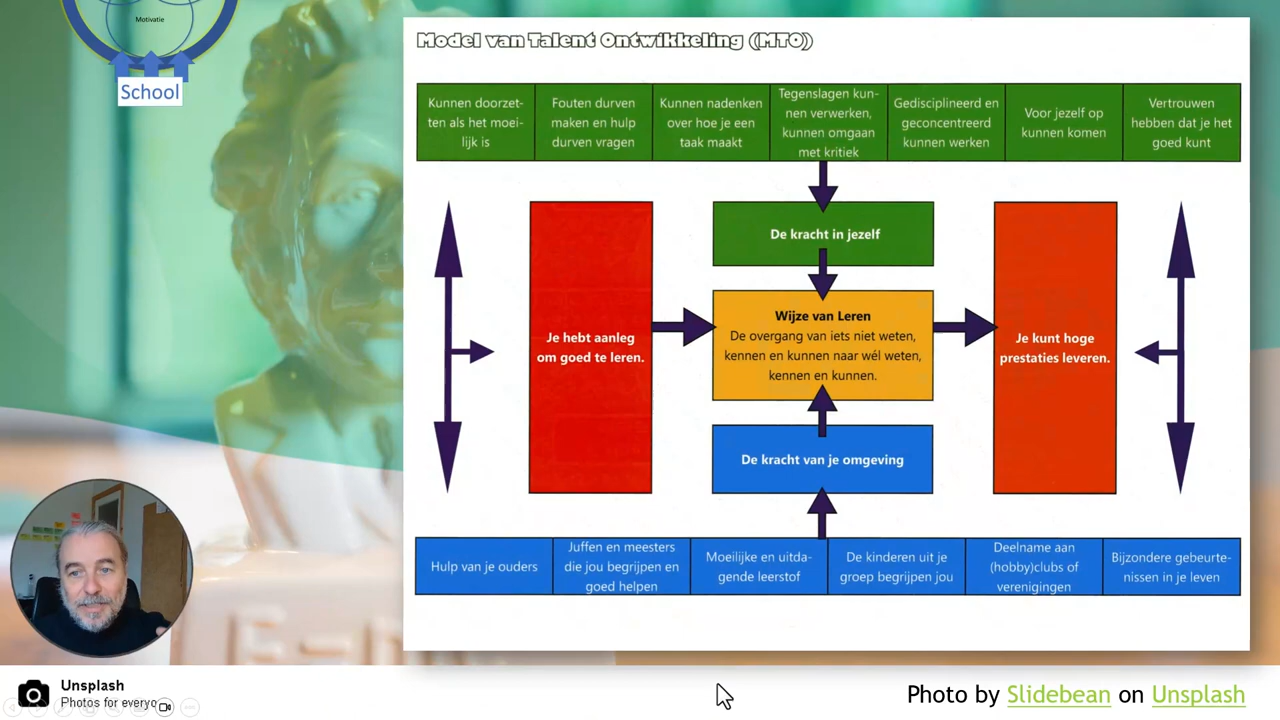 Motivatie
School
Model van Talent Ontwikkeling (MTO)
Kunnen doorzet-
ten als het moei-
lijk is
Fouten durven
maken en hulp
durven vragen
Kunnen nadenken
over hoe je een
taak maakt
Tegenslagen kun-
nen verwerken,
kunnen omgaan
met kritiek
Gedisciplineerd en
geconcentreerd
kunnen werken
Voor jezelf op
kunnen komen
Vertrouwen
hebben dat je het
goed kunt
De kracht in jezelf
Je hebt aanleg
om goed te leren.
Wijze van Leren
De overgang van iets niet weten,
kennen en kunnen naar wél weten,
kennen en kunnen.
Je kunt hoge
prestaties leveren.
De kracht van je omgeving
Hulp van je ouders
Juffen en meesters
die jou begrijpen en
goed helpen
Moeilijke en uitda-
gende leerstof
De kinderen uit je
groep begrijpen jou
Deelname aan
(hobby)clubs of
verenigingen
Bijzondere gebeurte-
nissen in je leven
Unsplash
Photos for everyo
Photo by Slidebean on Unsplash